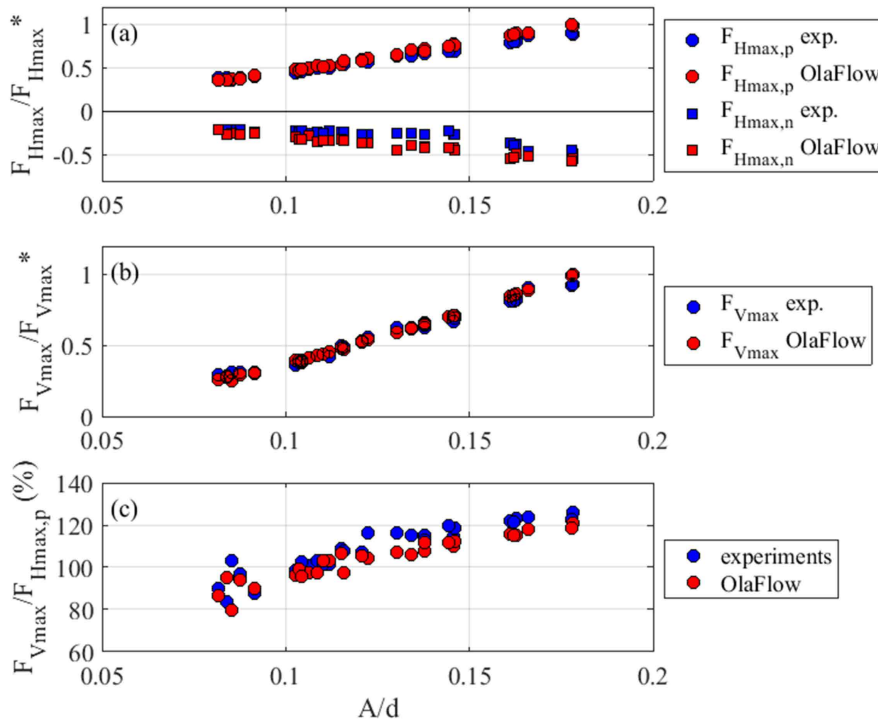 F_Hmax/F_Hmax*
(a)
1
0.5
0
-0.5
0.05
0.1
0.15
0.2
F_Hmax,p exp.
F_Hmax,p OlaFlow
F_Hmax,n exp.
F_Hmax,n OlaFlow
F_Vmax/F_Vmax*
(b)
1
0.5
0
0.05
0.1
0.15
0.2
F_Vmax exp.
F_Vmax OlaFlow
F_Vmax/F_Hmax,p (%)
(c)
140
120
100
80
60
0.05
0.1
0.15
0.2
A/d
experiments
OlaFlow